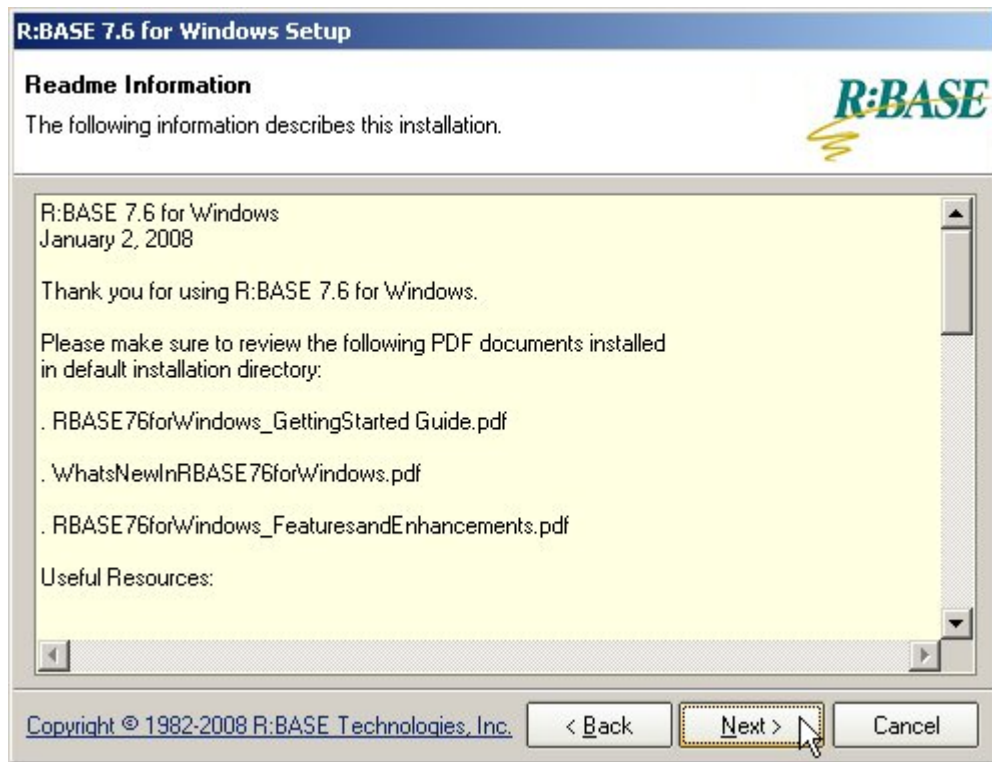 R:BASE 7.6 for Windows Setup
Readme Information
The following information describes this installation.
R:BASE
R:BASE 7.6 for Windows
January 2, 2008
Thank you for using R:BASE 7.6 for Windows.
Please make sure to review the following PDF documents installed
in default installation directory:
. RBASE76forWindows_GettingStarted Guide.pdf
. WhatsNewInRBASE76forWindows.pdf
. RBASE76forWindows_FeaturesandEnhancements.pdf
Useful Resources:
Copyright © 1982-2008 R:BASE Technologies, Inc.
< Back
Next >
Cancel